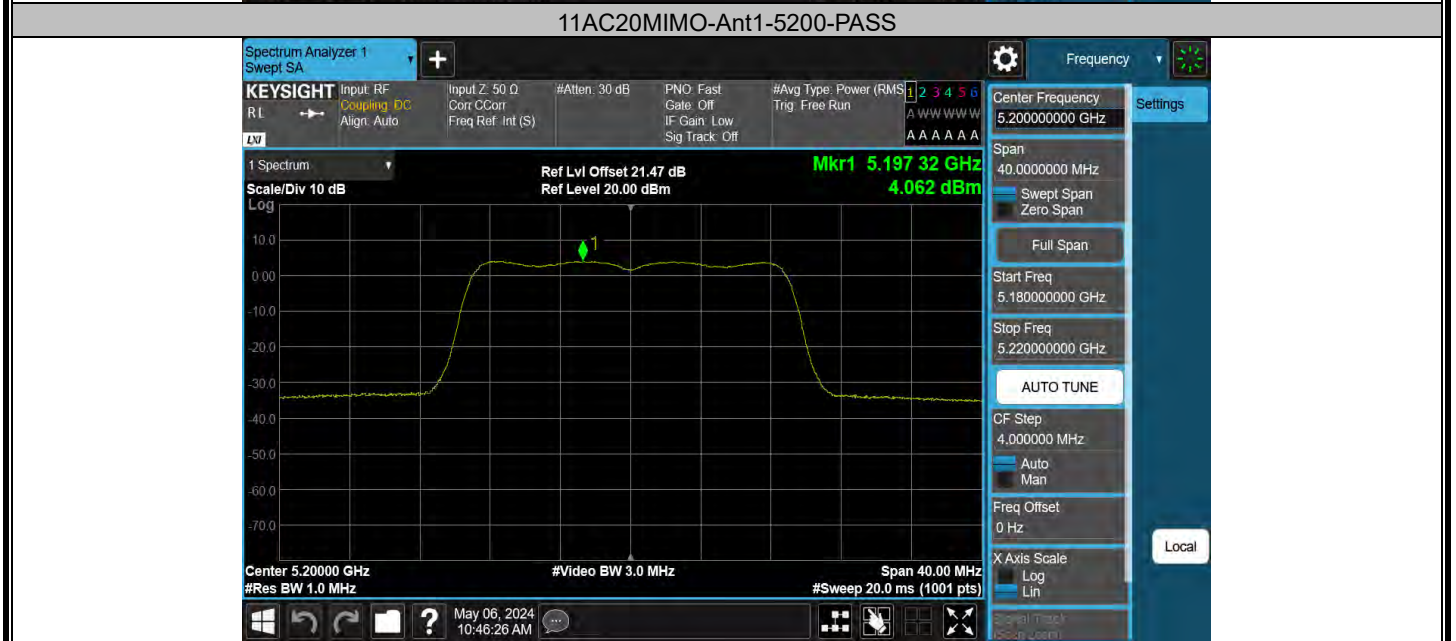 11AC20MIMO-Ant1-5200-PASS
Spectrum Analyzer 1
Swept SA
+
Frequency
KEYSIGHT
RL
LXI
Input: RF
Coupling: DC
Align: Auto
Input Z: 50 Ω
Corr CCorr
Freq Ref: Int (S)
#Atten: 30 dB
PNO: Fast
Gate: Off
IF Gain: Low
Sig Track: Off
#Avg Type: Power (RMS
Trig: Free Run
1 2 3 4 5 6
A W W W W W
A A A A A A
Center Frequency
5.200000000 GHz
Settings
1 Spectrum
Scale/Div 10 dB
Log
Ref Lvl Offset 21.47 dB
Ref Level 20.00 dBm
Mkr1 5.197 32 GHz
4.062 dBm
Span
40.0000000 MHz
Swept Span
Zero Span
Full Span
Start Freq
5.180000000 GHz
Stop Freq
5.220000000 GHz
AUTO TUNE
CF Step
4.000000 MHz
Auto
Man
Freq Offset
0 Hz
X Axis Scale
Log
Lin
Local
1
10.0
0.00
-10.0
-20.0
-30.0
-40.0
-50.0
-60.0
-70.0
Center 5.20000 GHz
#Res BW 1.0 MHz
#Video BW 3.0 MHz
Span 40.00 MHz
#Sweep 20.0 ms (1001 pts)
?
May 06, 2024
10:46:26 AM
Signal Track
(Span Zoom)